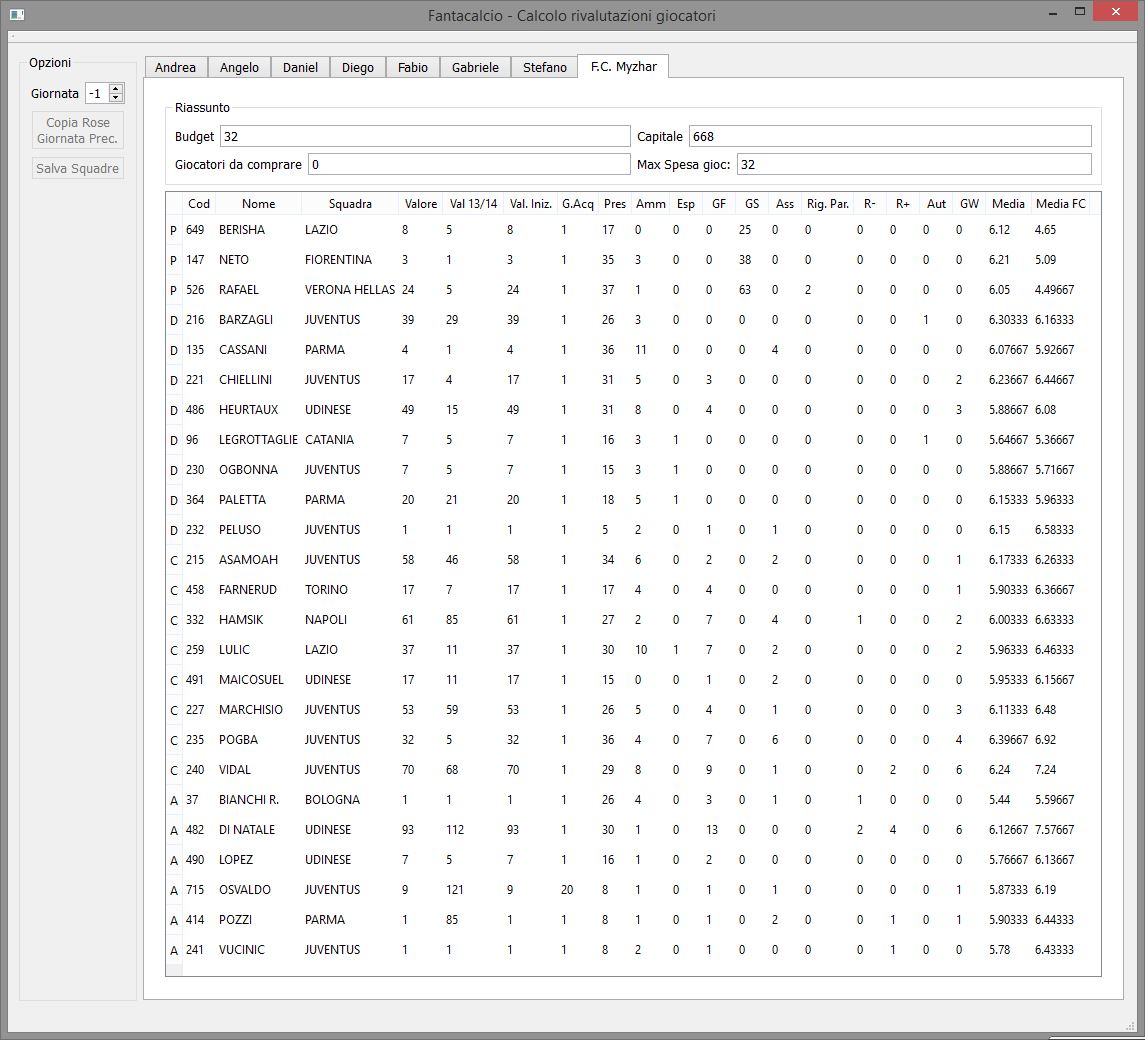 Fantacalcio - Calcolo rivalutazioni giocatori
Opzioni
Giornata -1
Copia Rose
Giornata Prec.
Salva Squadre
Andrea Angelo Daniel Diego Fabio Gabriele Stefano F.C. Myzhar
Riassunto
Budget 32 Capitale 668
Giocatori da comprare 0 Max Spesa gioc: 32
Cod Nome Squadra Valore Val 13/14 Val. Iniz. G.Acq Pres Amm Esp GF GS Ass Rig. Par. R- R+ Aut GW Media Media FC
P 649 BERISHA LAZIO 8 5 8 1 17 0 0 0 25 0 0 0 0 0 0 6.12 4.65
P 147 NETO FIORENTINA 3 1 3 1 35 3 0 0 38 0 0 0 0 0 0 6.21 5.09
P 526 RAFAEL VERONA HELLAS 24 5 24 1 37 1 0 0 63 0 2 0 0 0 0 6.05 4.49667
D 216 BARZAGLI JUVENTUS 39 29 39 1 26 3 0 0 0 0 0 0 0 1 0 6.30333 6.16333
D 135 CASSANI PARMA 4 1 4 1 36 11 0 0 0 4 0 0 0 0 0 6.07667 5.92667
D 221 CHIELLINI JUVENTUS 17 4 17 1 31 5 0 3 0 0 0 0 0 0 2 6.23667 6.44667
D 486 HEURTAUX UDINESE 49 15 49 1 31 8 0 4 0 0 0 0 0 0 3 5.88667 6.08
D 96 LEGROTTAGLIE CATANIA 7 5 7 1 16 3 1 0 0 0 0 0 0 1 0 5.64667 5.36667
D 230 OGBONNA JUVENTUS 7 5 7 1 15 3 1 0 0 0 0 0 0 0 0 5.88667 5.71667
D 364 PALETTA PARMA 20 21 20 1 18 5 1 0 0 0 0 0 0 0 0 6.15333 5.96333
D 232 PELUSO JUVENTUS 1 1 1 1 5 2 0 1 0 1 0 0 0 0 0 6.15 6.58333
C 215 ASAMOAH JUVENTUS 58 46 58 1 34 6 0 2 0 2 0 0 0 0 1 6.17333 6.26333
C 458 FARNERUD TORINO 17 7 17 1 17 4 0 4 0 0 0 0 0 0 1 5.90333 6.36667
C 332 HAMSIK NAPOLI 61 85 61 1 27 2 0 7 0 4 0 1 0 0 2 6.00333 6.63333
C 259 LULIC LAZIO 37 11 37 1 30 10 1 7 0 2 0 0 0 0 2 5.96333 6.46333
C 491 MAICOSUEL UDINESE 17 11 17 1 15 0 0 1 0 2 0 0 0 0 0 5.95333 6.15667
C 227 MARCHISIO JUVENTUS 53 59 53 1 26 5 0 4 0 1 0 0 0 0 3 6.11333 6.48
C 235 POGBA JUVENTUS 32 5 32 1 36 4 0 7 0 6 0 0 0 0 4 6.39667 6.92
C 240 VIDAL JUVENTUS 70 68 70 1 29 8 0 9 0 1 0 0 2 0 6 6.24 7.24
A 37 BIANCHI R. BOLOGNA 1 1 1 1 26 4 0 3 0 1 0 1 0 0 0 5.44 5.59667
A 482 DI NATALE UDINESE 93 112 93 1 30 1 0 13 0 0 0 2 4 0 6 6.12667 7.57667
A 490 LOPEZ UDINESE 7 5 7 1 16 1 0 2 0 0 0 0 0 0 0 5.76667 6.13667
A 715 OSVALDO JUVENTUS 9 121 9 20 8 1 0 1 0 1 0 0 0 0 1 5.87333 6.19
A 414 POZZI PARMA 1 85 1 1 8 1 0 1 0 2 0 0 1 0 1 5.90333 6.44333
A 241 VUCINIC JUVENTUS 1 1 1 1 8 2 0 1 0 0 0 0 1 0 0 5.78 6.43333